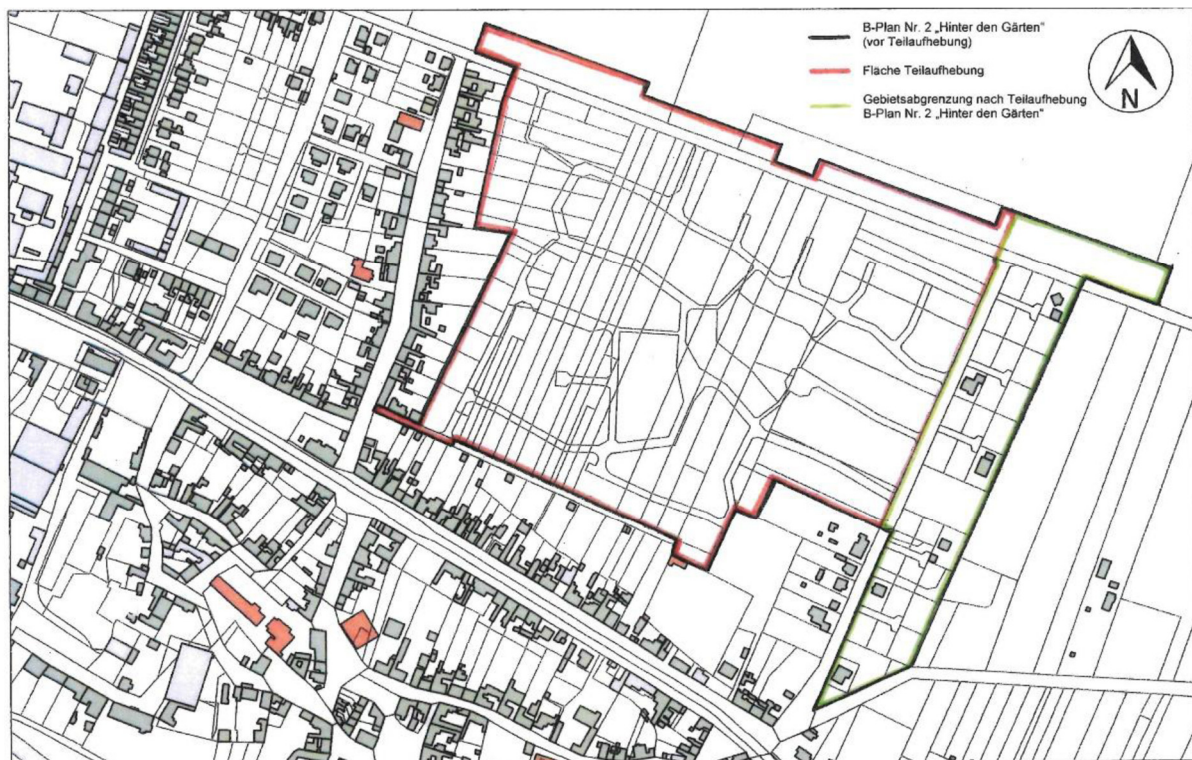 B-Plan Nr. 2 „Hinter den Gärten"
(vor Teilaufhebung)
Fläche Teilaufhebung
Gebietsabgrenzung nach Teilaufhebung
B-Plan Nr. 2 „Hinter den Gärten"
N